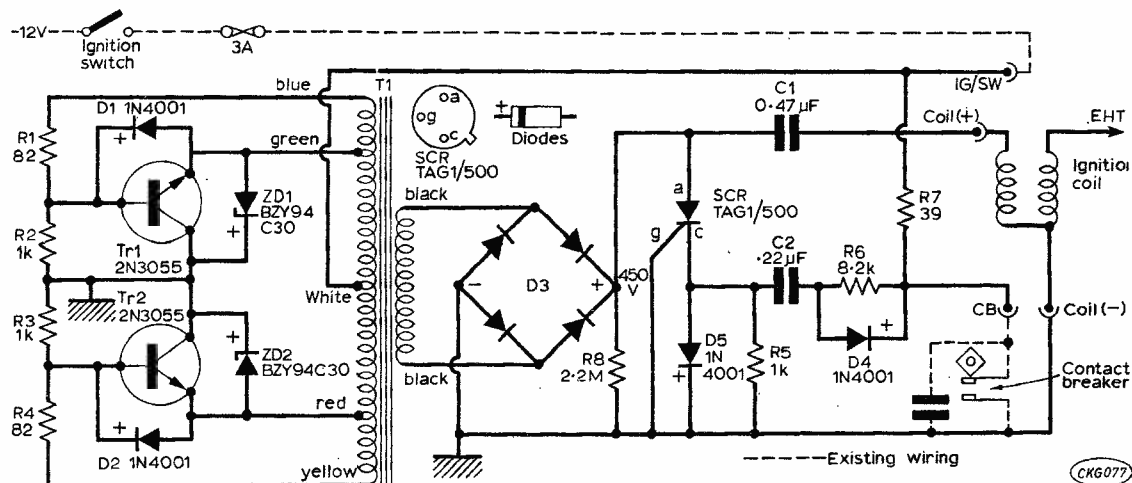 -12V
Ignition
switch
3A
IG/SW
blue
T1
D1 1N4001
+
R1
82
green
ZD1
BZY94
C30
+
R2
1k
Tr1
2N3055
White
Tr2
2N3055
R3
1k
ZD2
BZY94C30
+
R4
82
red
+
D2 1N4001
yellow
a
g
c
SCR
TAG1/500
+
Diodes
black
-
D3
+
black
450
V
R8
2·2M
C1
0·47µF
Coil(+)
EHT
Ignition
coil
a
SCR
TAG1/500
g
c
R7
39
C2
·22µF
R6
8·2k
CB
Coil(-)
D5
1N
4001
+
R5
1k
+
D4
1N4001
Contact
breaker
Existing wiring
CKG077